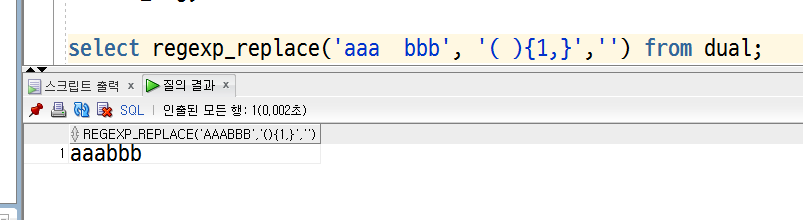 select regexp_replace('aaa  bbb', '( ){1,}','') from dual;
스크립트 출력 x 질의 결과 x
SQL | 인출된 모든 행: 1(0,002초)
REGEXP_REPLACE('AAABBB','(){1,}','')
1 aaabbb